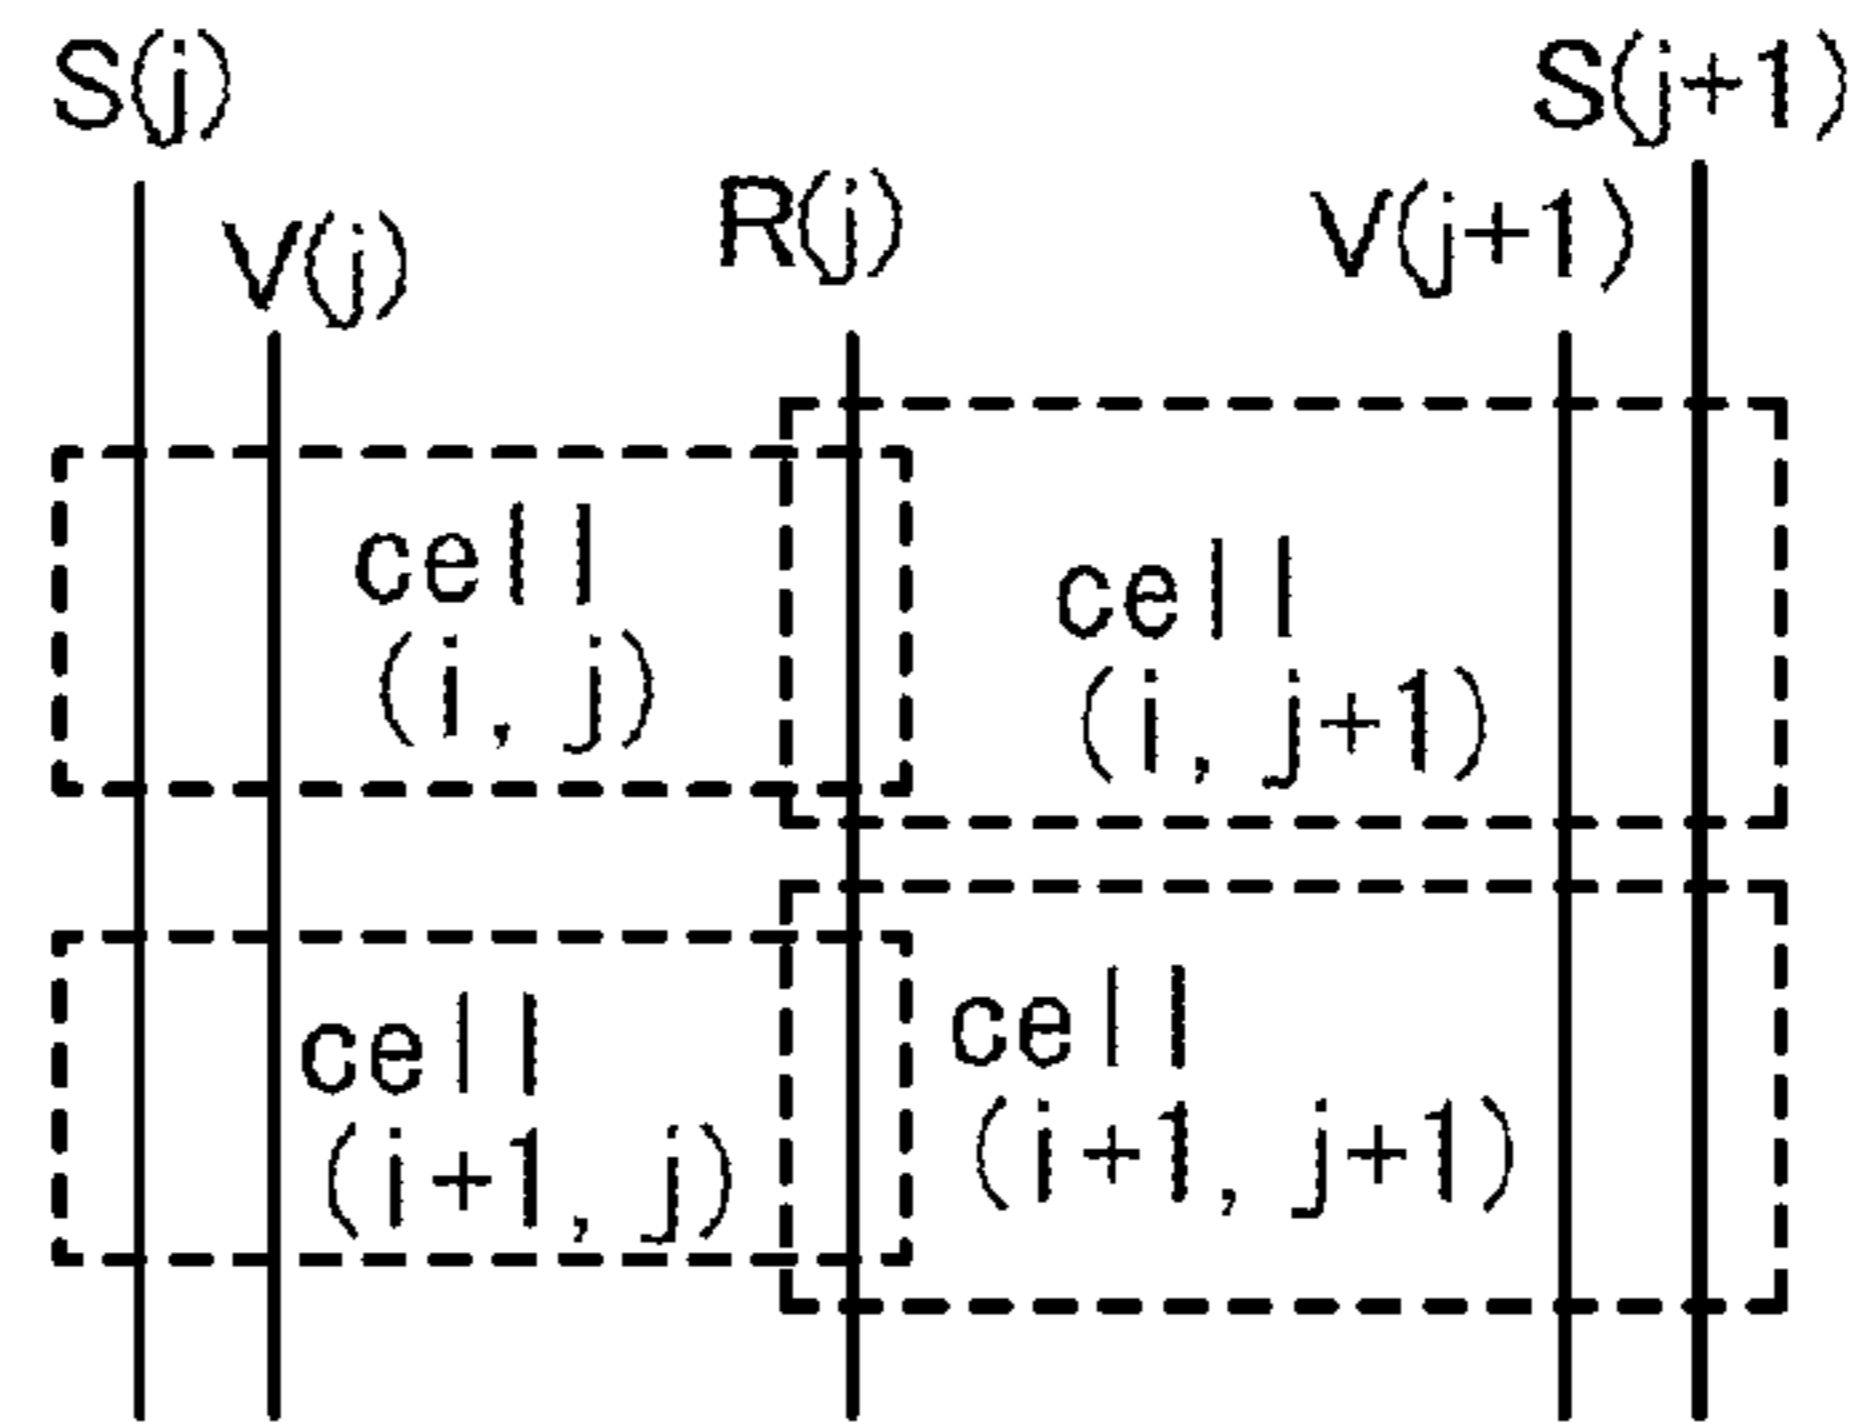 S(j)
S(j+1)
V(j)
R(j)
V(j+1)
cell
(i, j)
cell
(i, j+1)
cell
(i+1, j)
cell
(i+1, j+1)